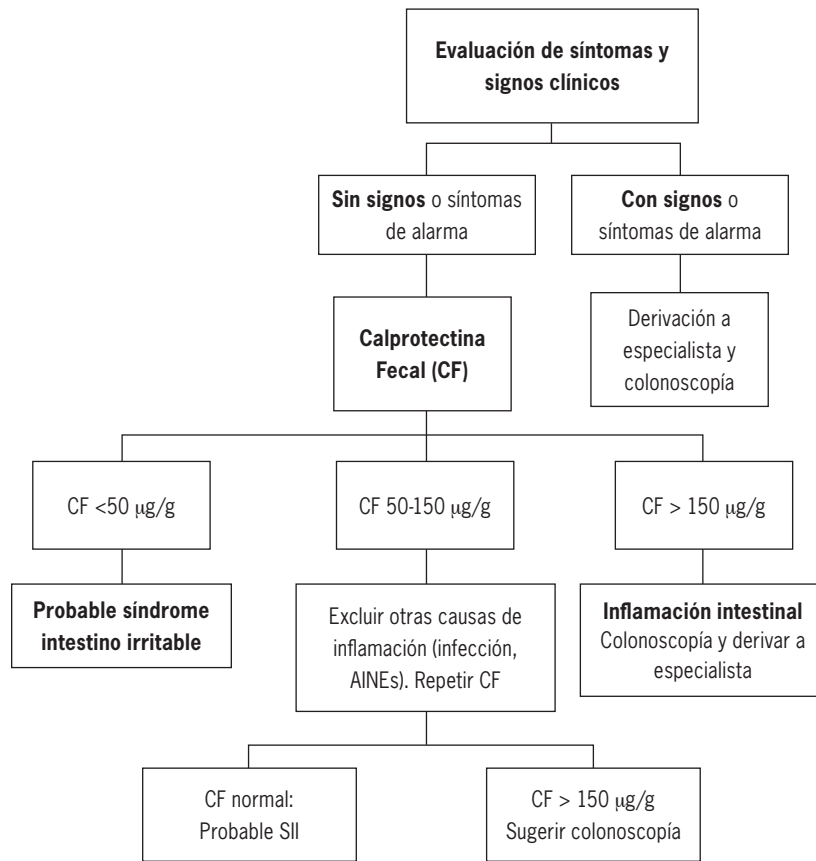 Evaluación de síntomas y
signos clínicos
Sin signos o síntomas
de alarma
Con signos o
síntomas de alarma
Calprotectina
Fecal (CF)
Derivación a
especialista y
colonoscopía
CF <50 µg/g
CF 50-150 µg/g
CF > 150 µg/g
Probable síndrome
intestino irritable
Excluir otras causas de
inflamación (infección,
AINEs). Repetir CF
Inflamación intestinal
Colonoscopía y derivar a
especialista
CF normal:
Probable SII
CF > 150 µg/g
Sugerir colonoscopía